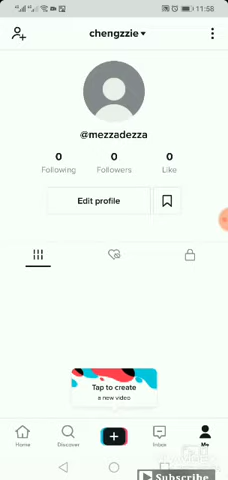 11:58
chengzzie
@mezzadezza
0 0 0
Following Followers Like
Edit profile
Tap to create
a new video
Home Discover Inbox Me
Subscribe